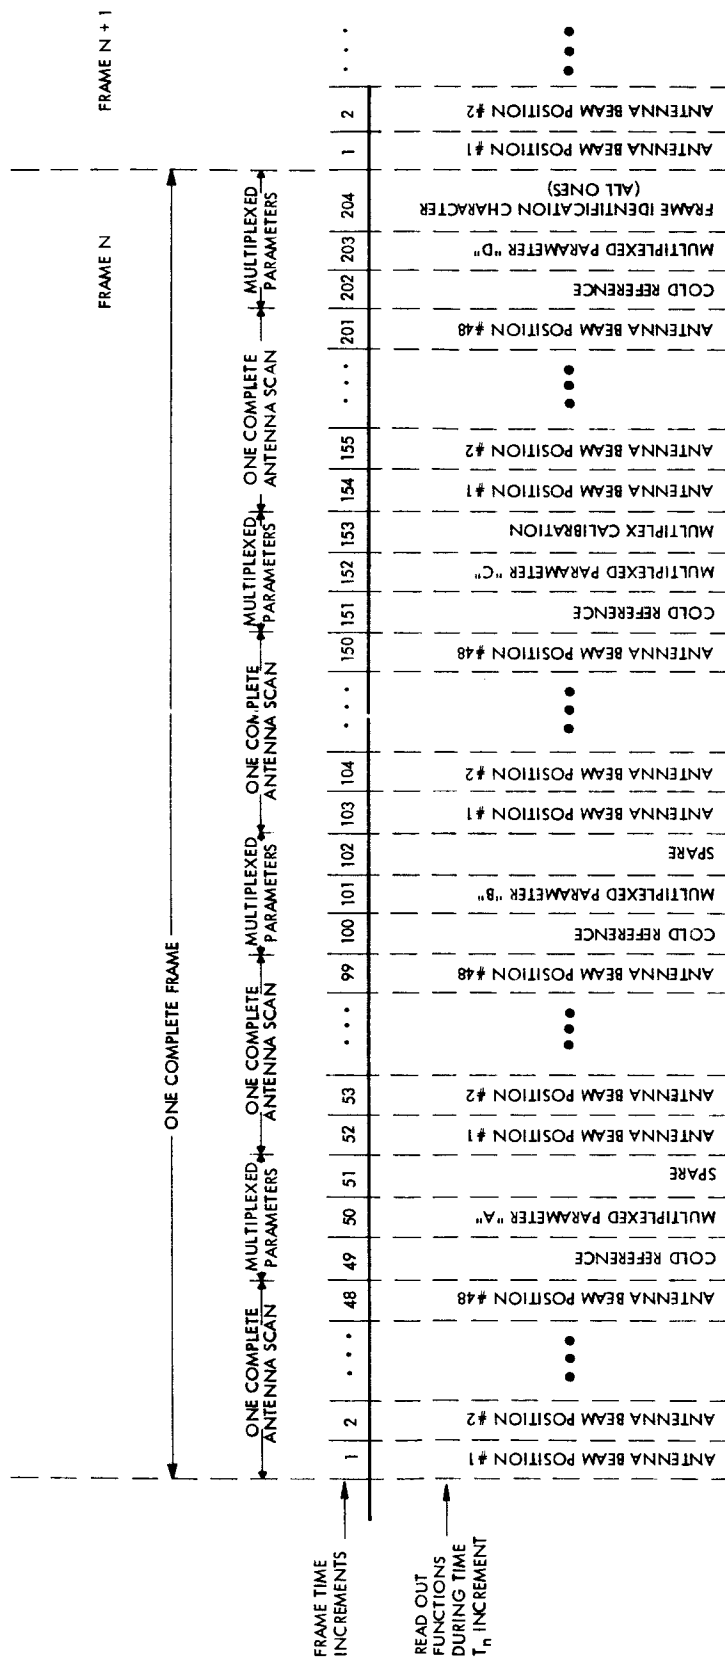 FRAME N
FRAME N + 1
ONE COMPLETE FRAME
ONE COMPLETE
ANTENNA SCAN
MULTIPLEXED
PARAMETERS
ONE COMPLETE
ANTENNA SCAN
MULTIPLEXED
PARAMETERS
ONE COMPLETE
ANTENNA SCAN
MULTIPLEXED
PARAMETERS
ONE COMPLETE
ANTENNA SCAN
MULTIPLEXED
PARAMETERS
FRAME TIME
INCREMENTS
1 2 • • • 48 49 50 51 52 53 • • • 99 100 101 102 103 104 • • • 150 151 152 153 154 155 • • • 201 202 203 204 1 2 • • •
READ OUT
FUNCTIONS
DURING TIME
Tn INCREMENT
ANTENNA BEAM POSITION #1
ANTENNA BEAM POSITION #2
• • •
ANTENNA BEAM POSITION #48
COLD REFERENCE
MULTIPLEXED PARAMETER "A"
SPARE
ANTENNA BEAM POSITION #1
ANTENNA BEAM POSITION #2
• • •
ANTENNA BEAM POSITION #48
COLD REFERENCE
MULTIPLEXED PARAMETER "B"
SPARE
ANTENNA BEAM POSITION #1
ANTENNA BEAM POSITION #2
• • •
ANTENNA BEAM POSITION #48
COLD REFERENCE
MULTIPLEXED PARAMETER "C"
MULTIPLEX CALIBRATION
ANTENNA BEAM POSITION #1
ANTENNA BEAM POSITION #2
• • •
ANTENNA BEAM POSITION #48
COLD REFERENCE
MULTIPLEXED PARAMETER "D"
FRAME IDENTIFICATION CHARACTER
(ALL ONES)
ANTENNA BEAM POSITION #1
ANTENNA BEAM POSITION #2
• • •